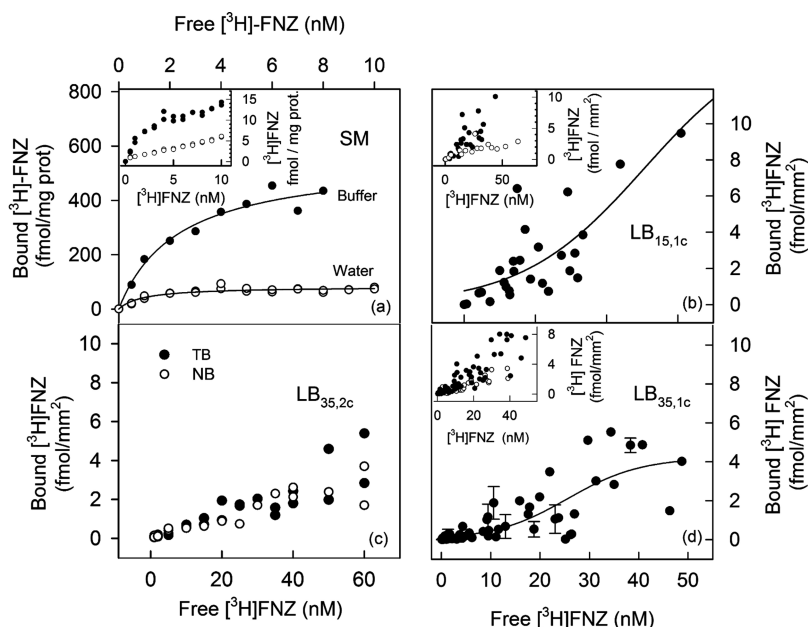 Free [³H]-FNZ (nM)
0 2 4 6 8 10
Bound [³H]-FNZ
(fmol/mg prot)
800
600
400
200
0
15
10
5
0
[³H]FNZ
fmol / mg prot.
0 5 10
[³H]FNZ (nM)
SM
Buffer
Water
(a)
10
5
0
[³H]FNZ
(fmol / mm²)
0 50
[³H]FNZ (nM)
LB15,1c
(b)
10
8
6
4
2
0
Bound [³H]FNZ
(fmol/mm²)
Bound [³H]FNZ
(fmol/mm²)
10
8
6
4
2
0
TB
NB
LB35,2c
(c)
0 10 20 30 40 50 60
Free [³H]FNZ (nM)
8
4
0
[³H] FNZ
(fmol/mm²)
0 20 40
[³H]FNZ (nM)
LB35,1c
(d)
10
8
6
4
2
0
Bound [³H] FNZ
(fmol/mm²)
0 10 20 30 40 50
Free [³H]FNZ (nM)